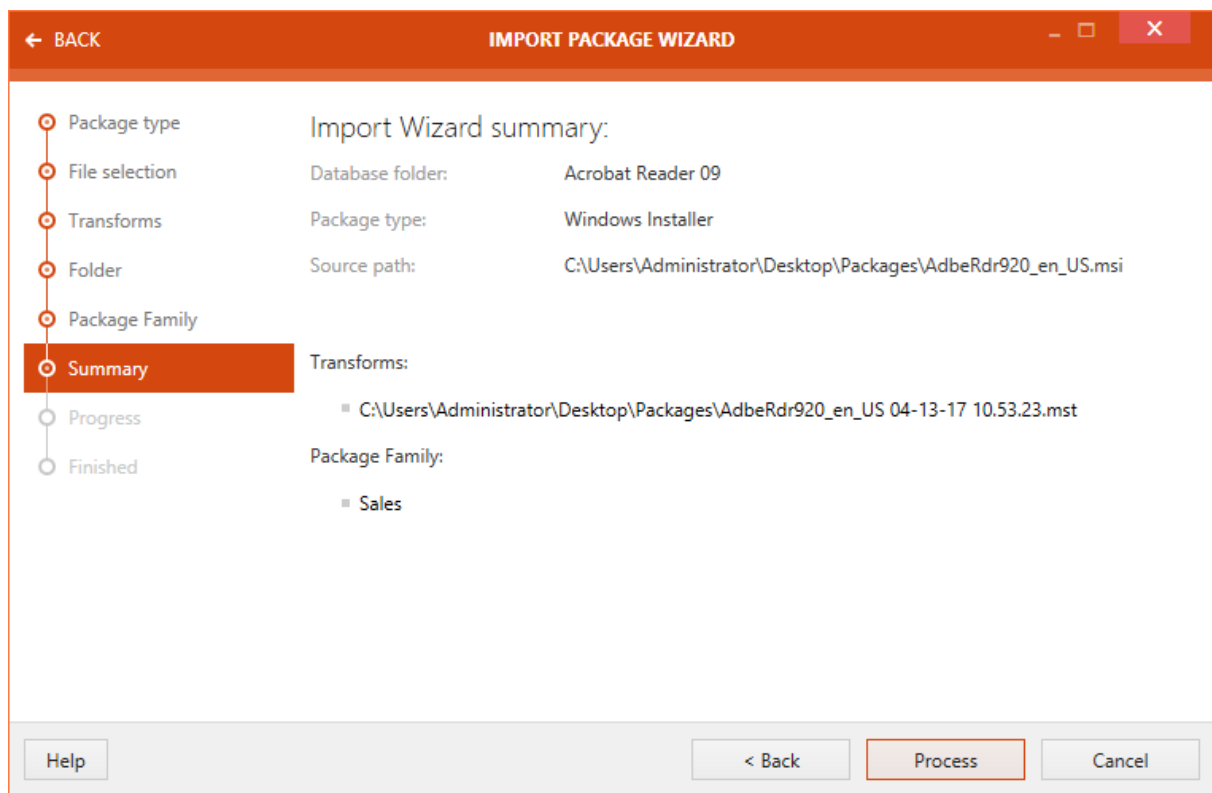 BACK
IMPORT PACKAGE WIZARD
Package type
File selection
Transforms
Folder
Package Family
Summary
Progress
Finished
Import Wizard summary:
Database folder: Acrobat Reader 09
Package type: Windows Installer
Source path: C:\Users\Administrator\Desktop\Packages\AdbeRdr920_en_US.msi
Transforms:
C:\Users\Administrator\Desktop\Packages\AdbeRdr920_en_US 04-13-17 10.53.23.mst
Package Family:
Sales
Help
< Back
Process
Cancel